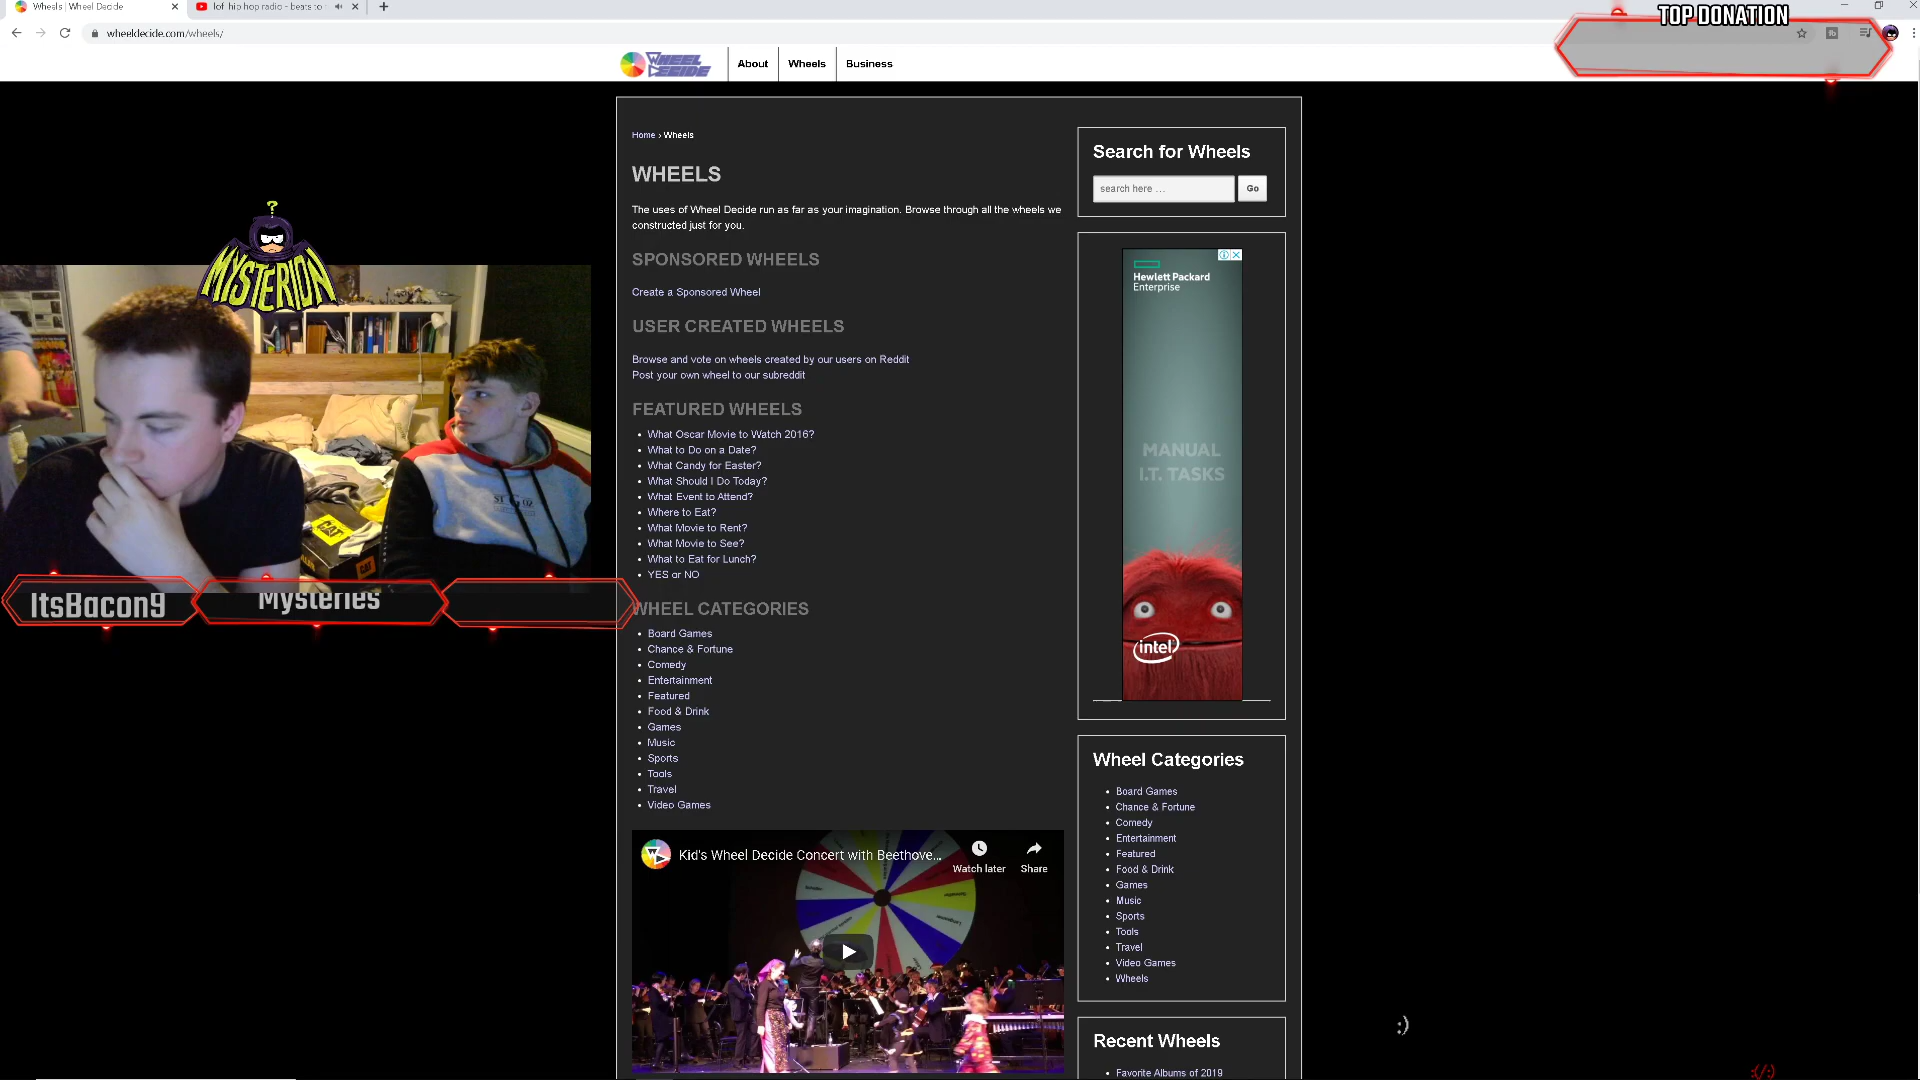 Wheels | Wheel Decide
lofi hip hop radio - beats to
TOP DONATION
wheeldecide.com/wheels/
WHEEL DECIDE
About
Wheels
Business
Home › Wheels
WHEELS
The uses of Wheel Decide run as far as your imagination. Browse through all the wheels we
constructed just for you.
SPONSORED WHEELS
Create a Sponsored Wheel
USER CREATED WHEELS
Browse and vote on wheels created by our users on Reddit
Post your own wheel to our subreddit
FEATURED WHEELS
What Oscar Movie to Watch 2016?
What to Do on a Date?
What Candy for Easter?
What Should I Do Today?
What Event to Attend?
Where to Eat?
What Movie to Rent?
What Movie to See?
What to Eat for Lunch?
YES or NO
WHEEL CATEGORIES
Board Games
Chance & Fortune
Comedy
Entertainment
Featured
Food & Drink
Games
Music
Sports
Tools
Travel
Video Games
Kid's Wheel Decide Concert with Beethove...
Watch later
Share
Search for Wheels
search here ...
Go
Hewlett Packard
Enterprise
MANUAL
I.T. TASKS
intel
Wheel Categories
Board Games
Chance & Fortune
Comedy
Entertainment
Featured
Food & Drink
Games
Music
Sports
Tools
Travel
Video Games
Wheels
Recent Wheels
Favorite Albums of 2019
?
MYSTERION
CAT
CAT
ItsBacon9
Mysteries
:)
(/:)